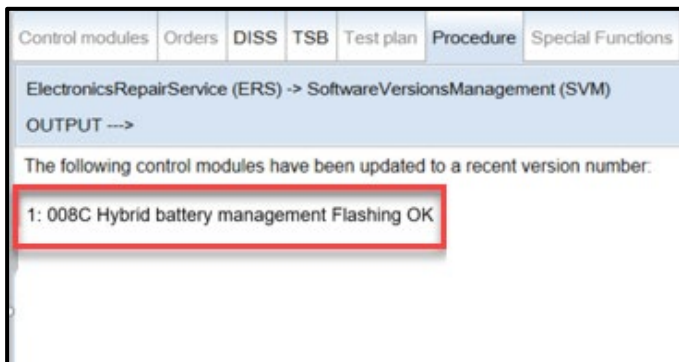 Control modules Orders DISS TSB Test plan Procedure Special Functions
ElectronicsRepairService (ERS) -> SoftwareVersionsManagement (SVM)
OUTPUT --->
The following control modules have been updated to a recent version number:
1: 008C Hybrid battery management Flashing OK